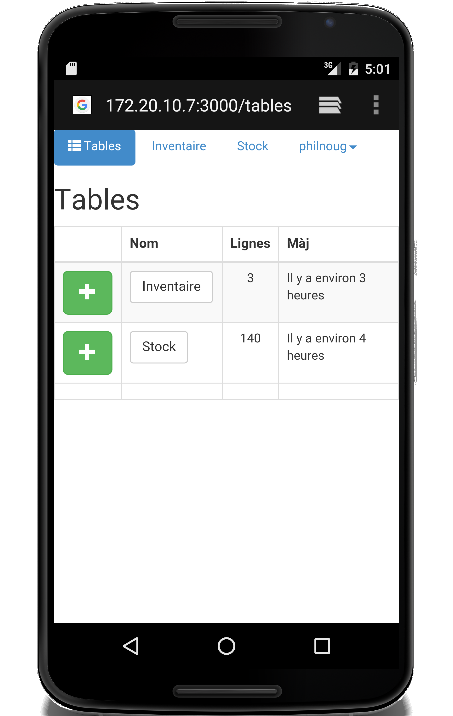 3G 5:01
G 172.20.10.7:3000/tables
Tables Inventaire Stock philnoug
Tables
Nom Lignes Màj
+ Inventaire 3 Il y a environ 3
heures
+ Stock 140 Il y a environ 4
heures